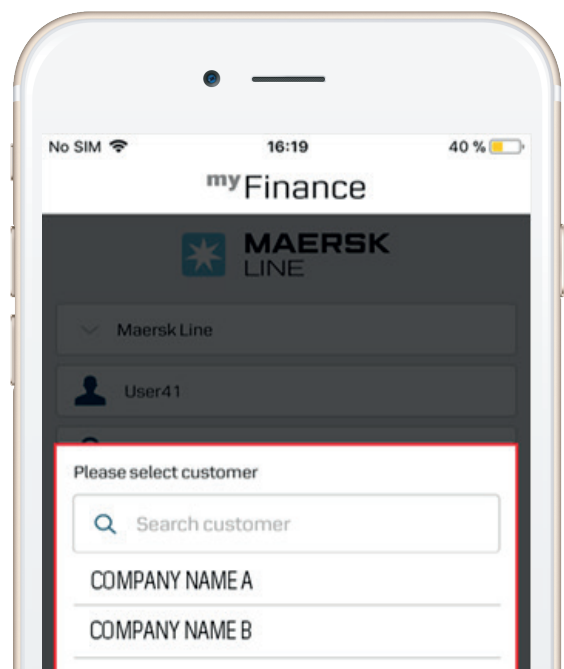 No SIM 16:19 40 %
myFinance
MAERSK
LINE
Maersk Line
User41
Please select customer
Search customer
COMPANY NAME A
COMPANY NAME B